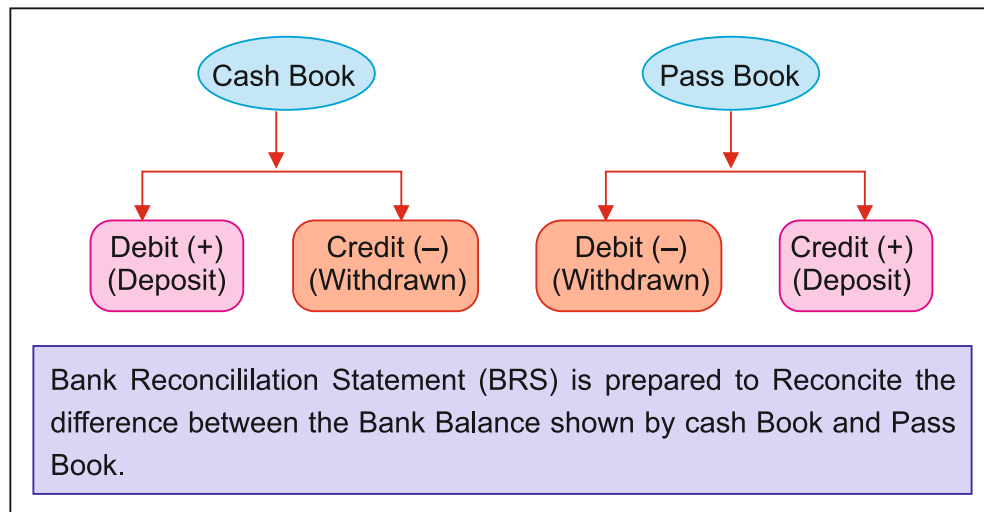 Cash Book
Pass Book
Debit (+)
(Deposit)
Credit (–)
(Withdrawn)
Debit (–)
(Withdrawn)
Credit (+)
(Deposit)
Bank Reconcililation Statement (BRS) is prepared to Reconcite the
difference between the Bank Balance shown by cash Book and Pass
Book.